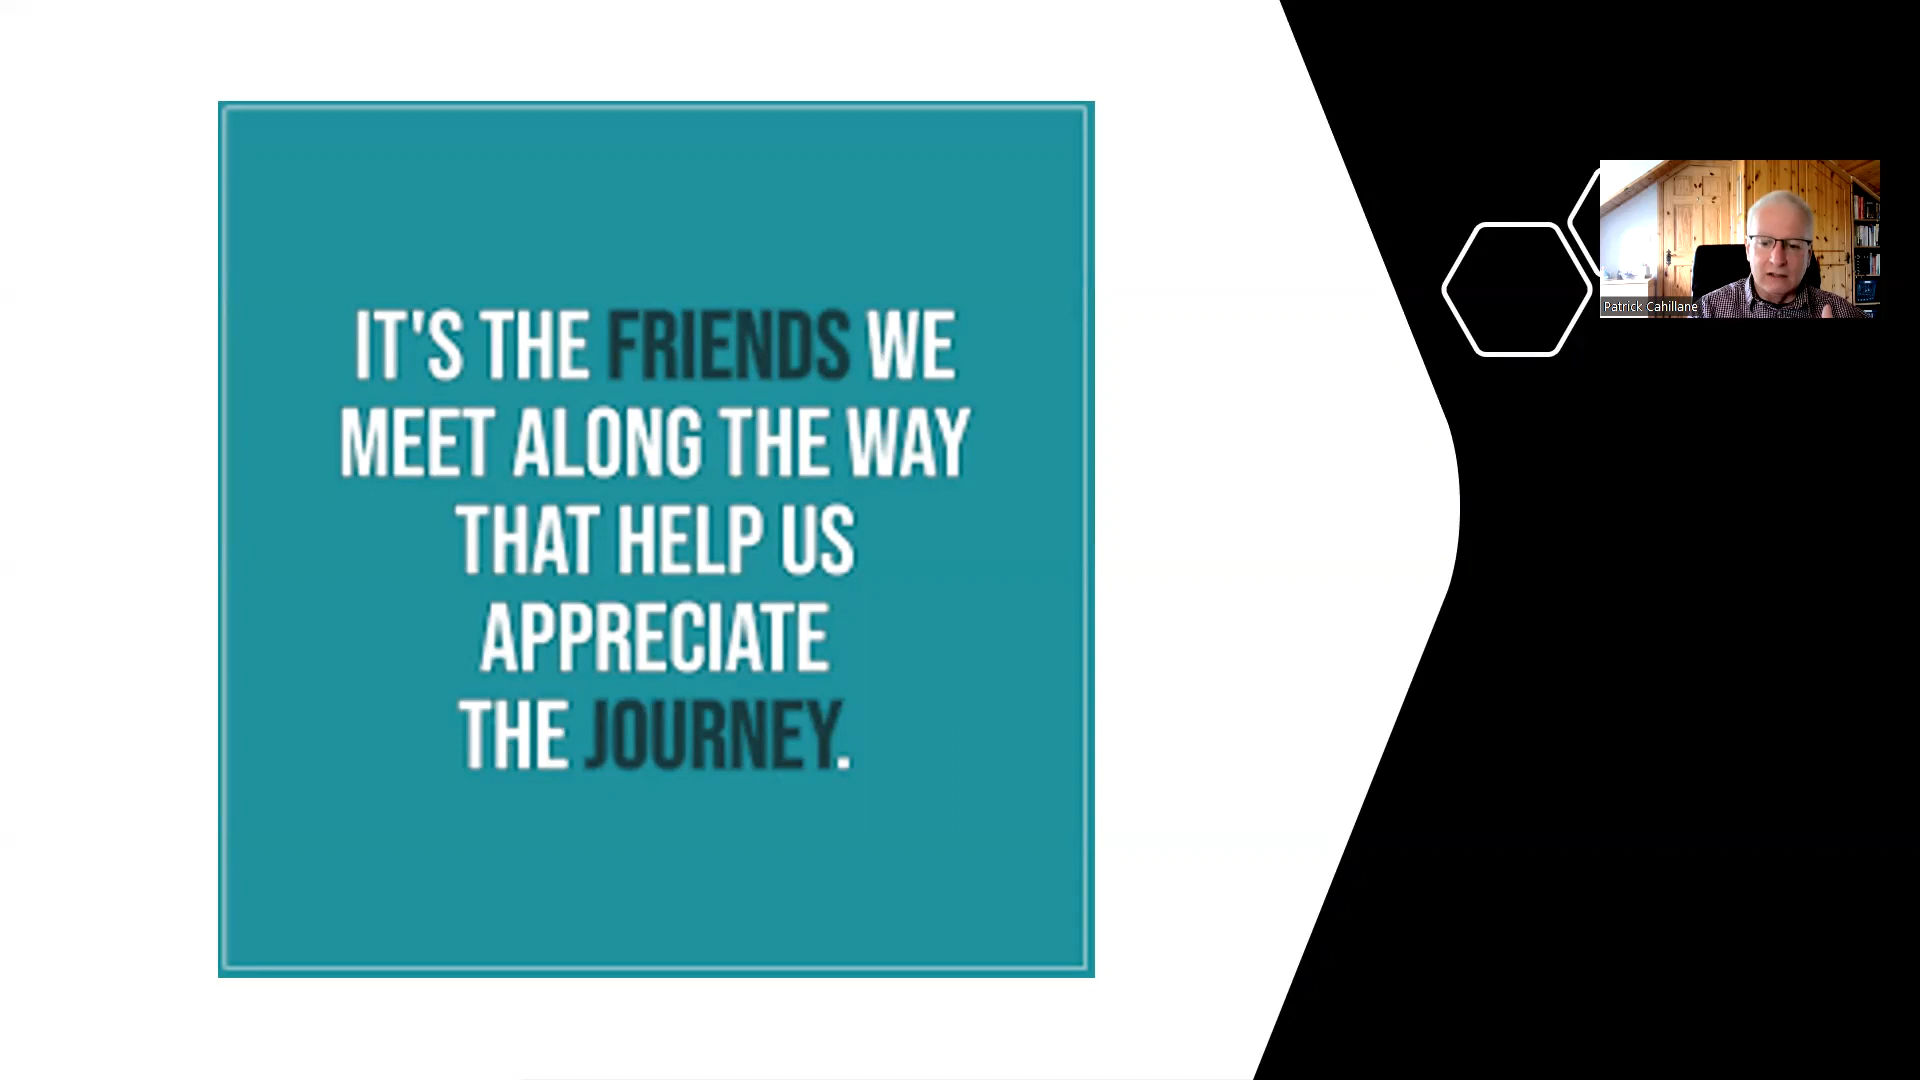 IT'S THE FRIENDS WE
MEET ALONG THE WAY
THAT HELP US
APPRECIATE
THE JOURNEY.
Patrick Cahillane